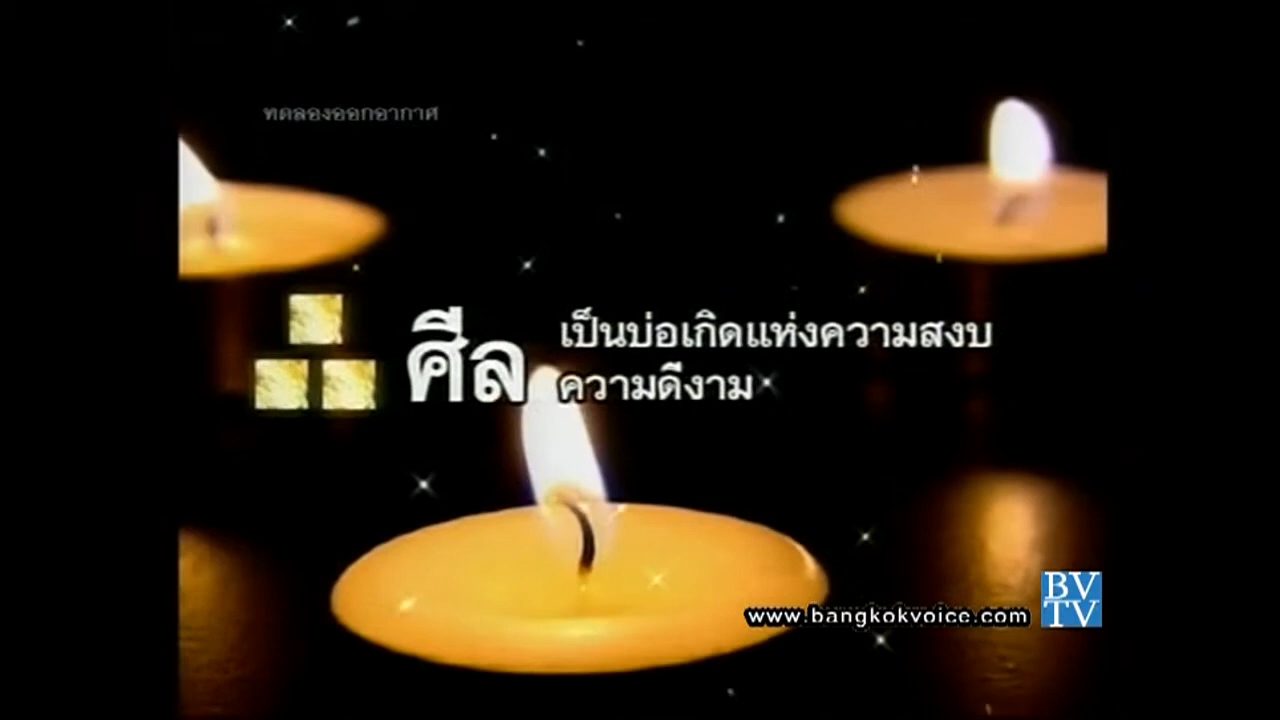 ทดลองออกอากาศ
ศีล
เป็นบ่อเกิดแห่งความสงบ
ความดีงาม
www.bangkokvoice.com
BV
TV